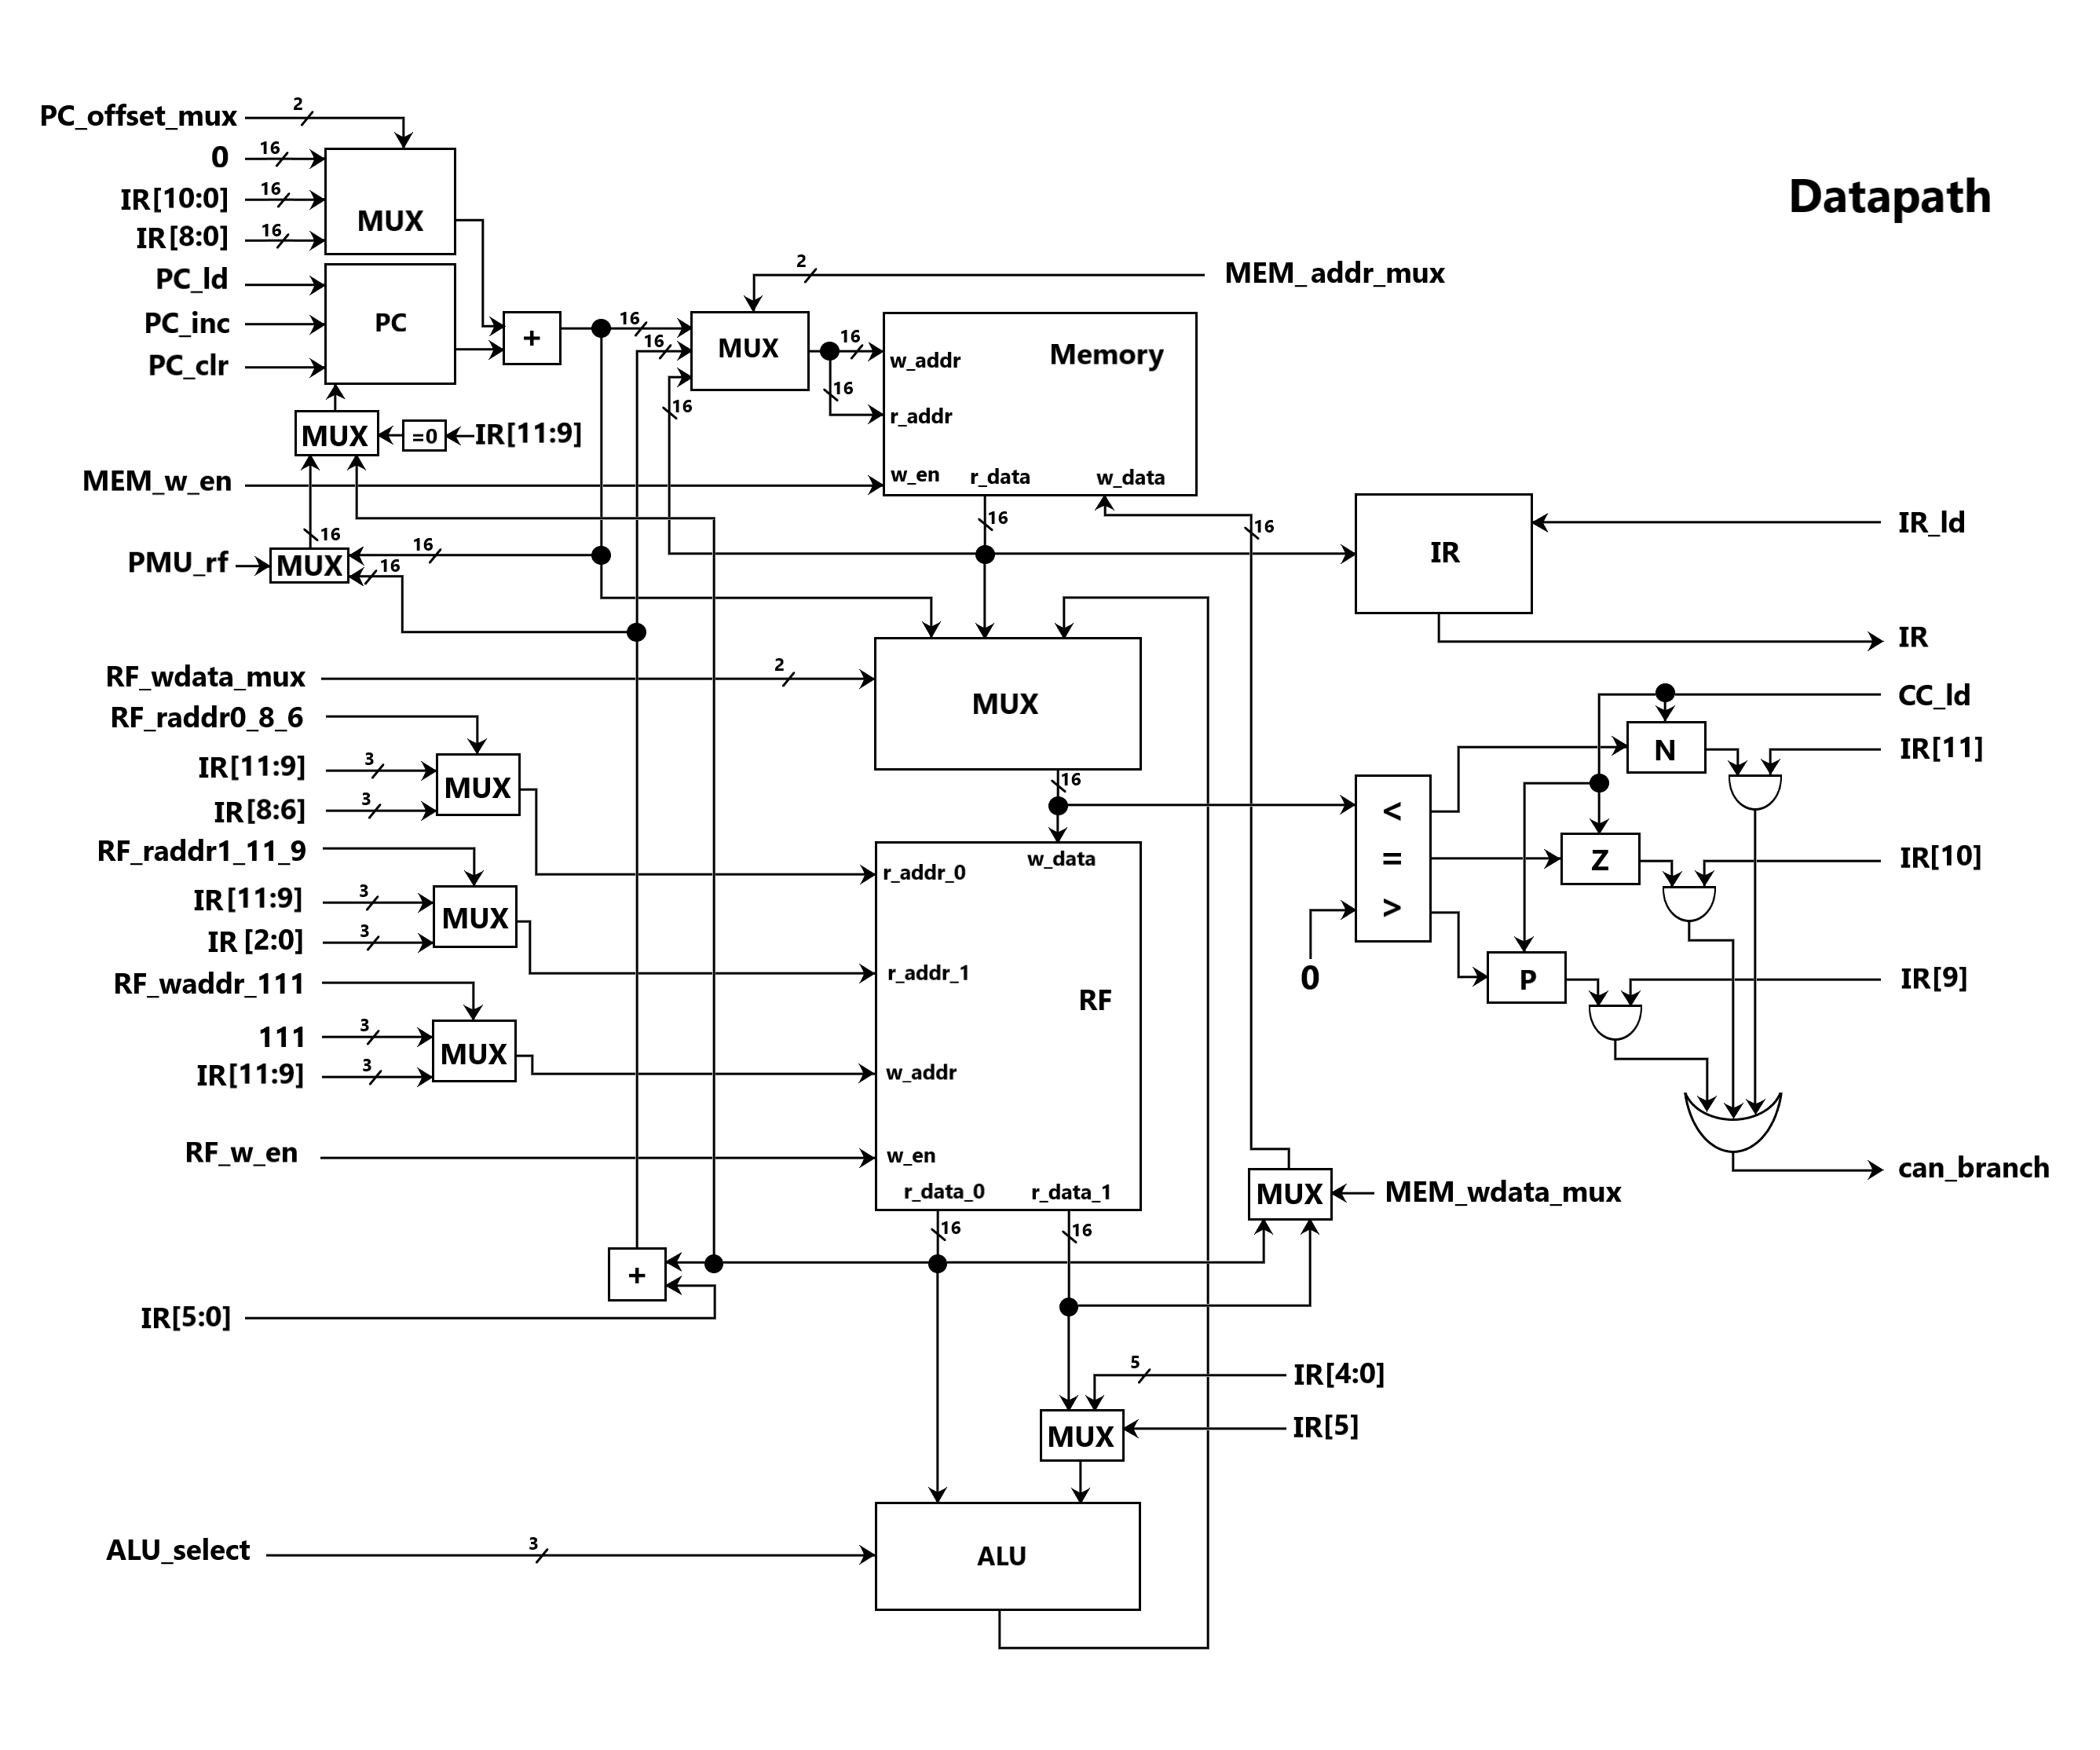 Datapath
PC_offset_mux
2
0
16
IR[10:0]
16
IR[8:0]
16
MUX
PC_ld
PC_inc
PC_clr
PC
+
MUX
=0
IR[11:9]
MEM_addr_mux
2
16
16
16
MUX
16
16
Memory
w_addr
r_addr
w_en
r_data
w_data
MEM_w_en
16
PMU_rf
MUX
16
16
16
16
IR
IR_ld
IR
RF_wdata_mux
2
MUX
16
RF_raddr0_8_6
IR[11:9]
3
IR[8:6]
3
MUX
RF_raddr1_11_9
IR[11:9]
3
IR [2:0]
3
MUX
RF_waddr_111
111
3
IR[11:9]
3
MUX
RF_w_en
w_data
r_addr_0
r_addr_1
RF
w_addr
w_en
r_data_0
r_data_1
16
16
CC_ld
N
IR[11]
<
=
>
0
Z
IR[10]
P
IR[9]
can_branch
MUX
MEM_wdata_mux
+
IR[5:0]
5
IR[4:0]
MUX
IR[5]
ALU_select
3
ALU